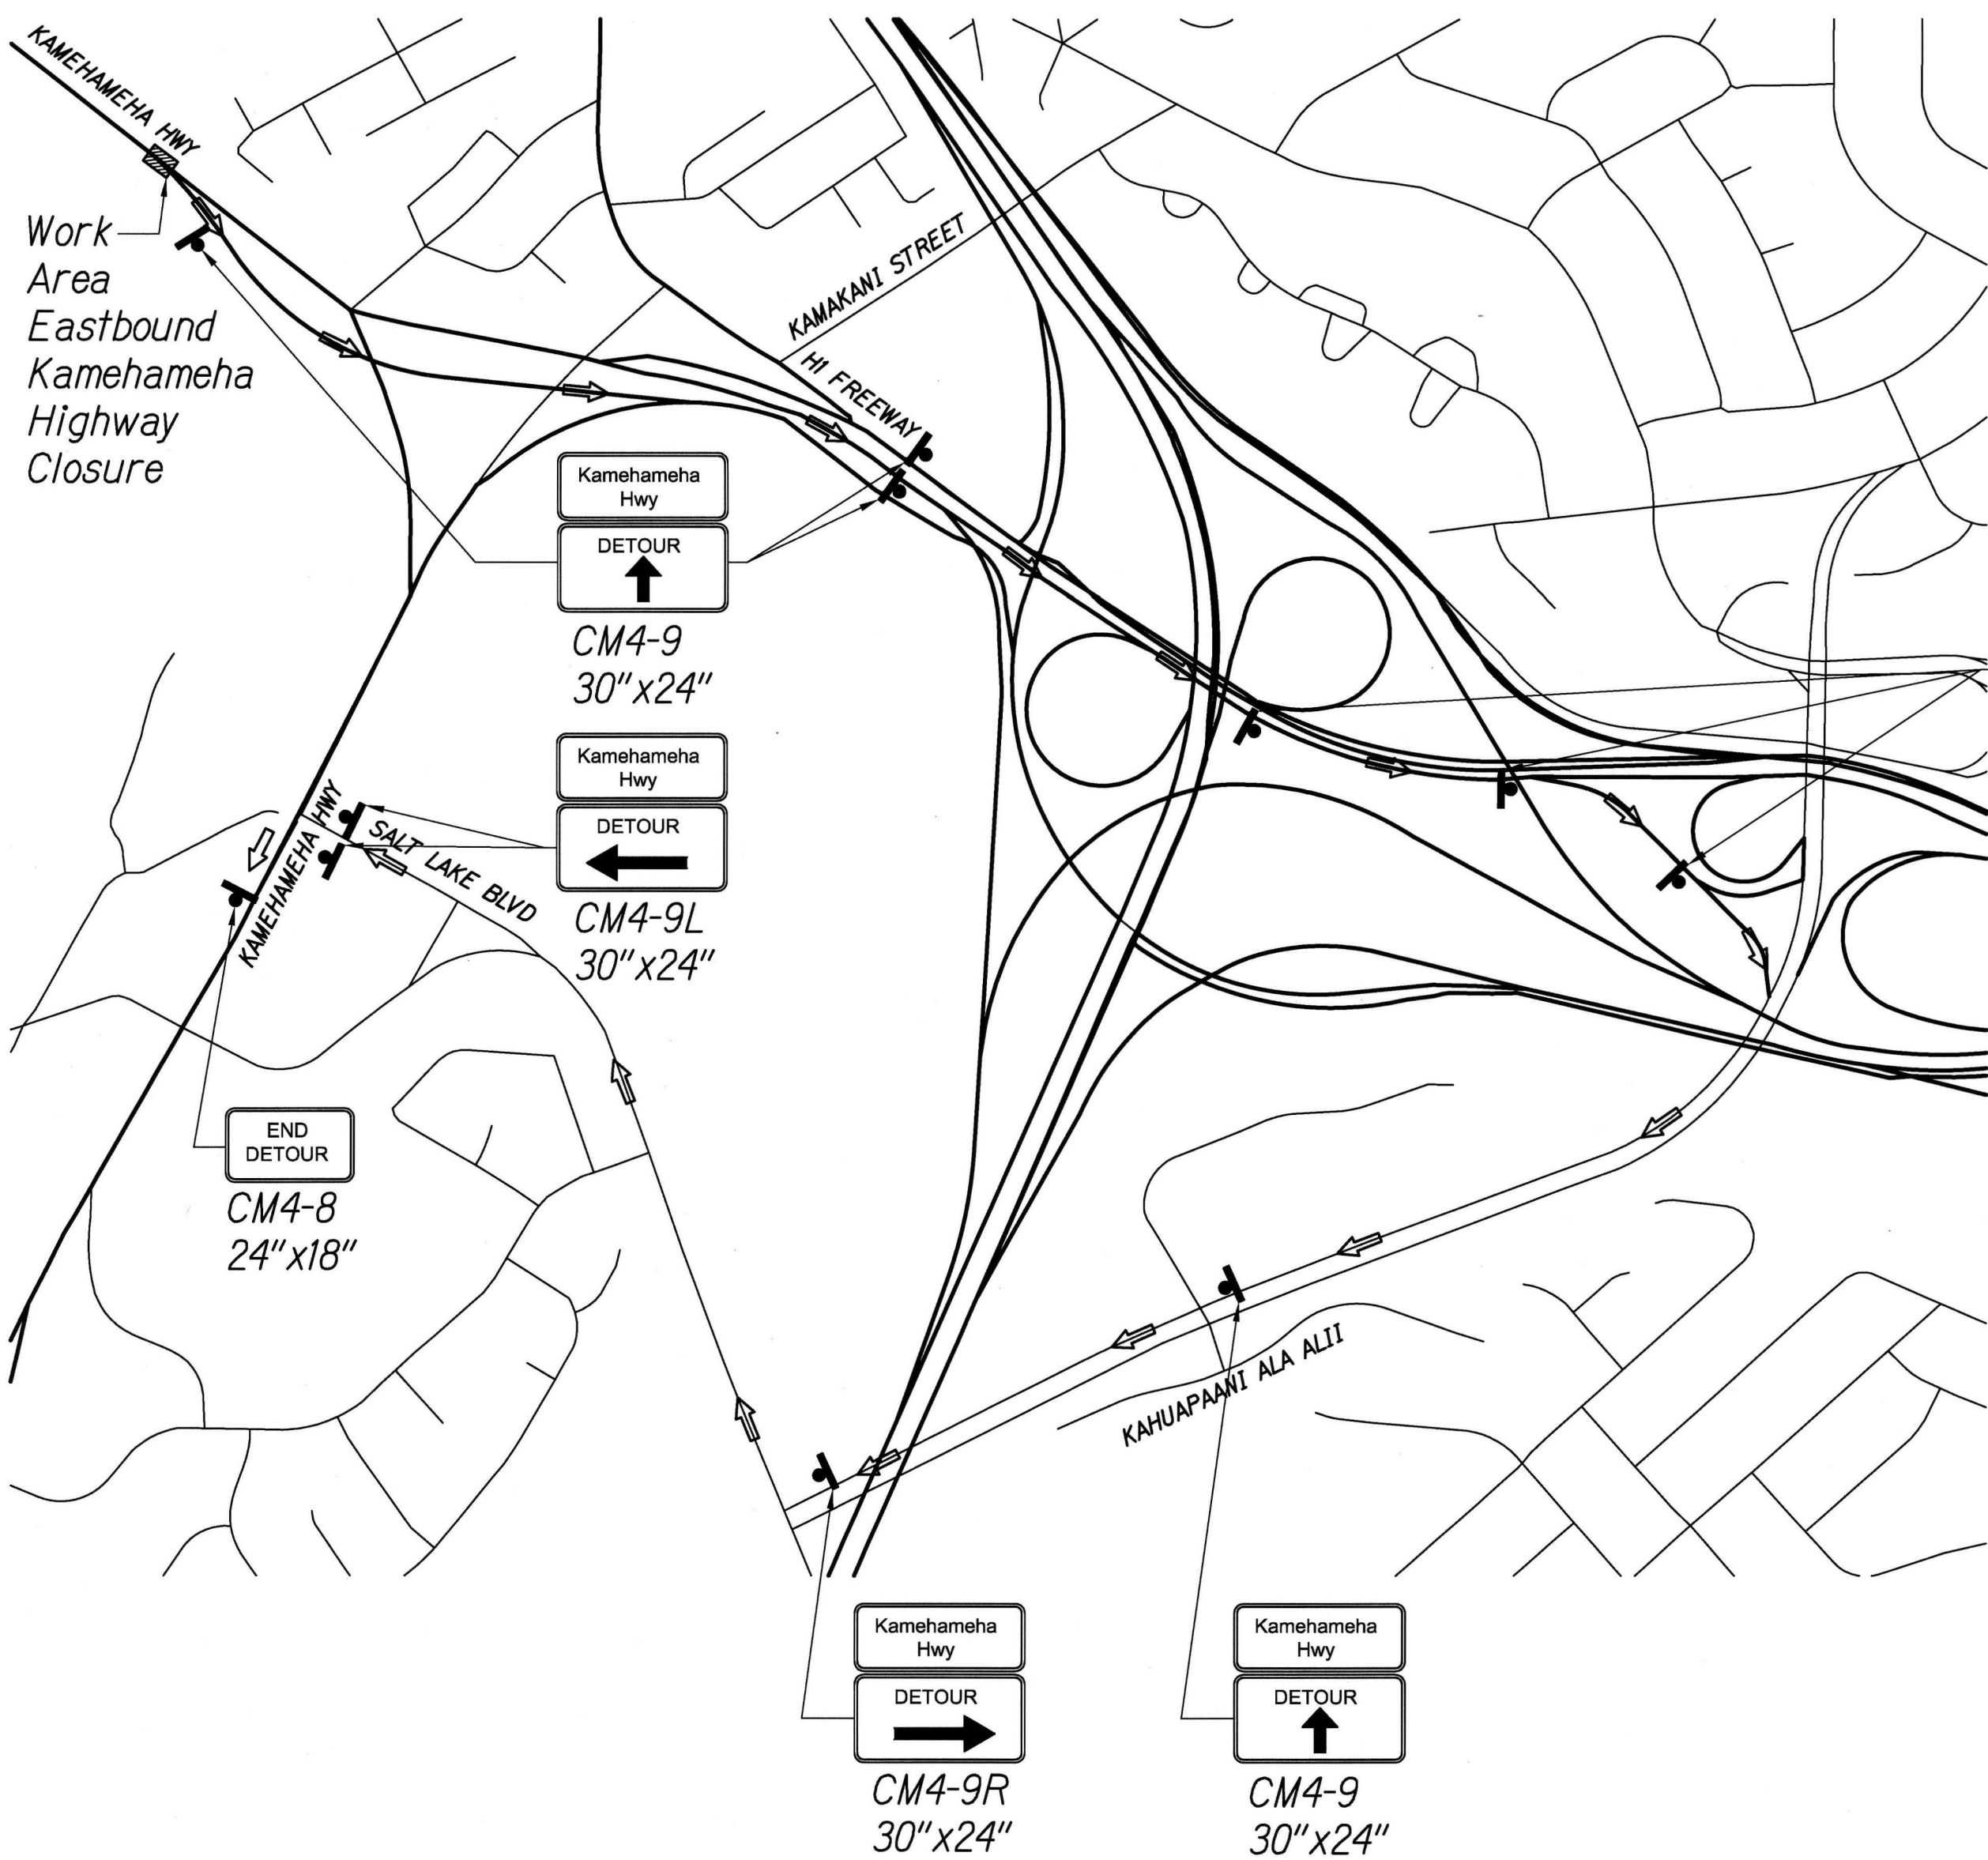 KAMEHAMEHA HWY
Work
Area
Eastbound
Kamehameha
Highway
Closure
KAMAKANI STREET
H1 FREEWAY
Kamehameha
Hwy
DETOUR
CM4-9
30"x24"
Kamehameha
Hwy
DETOUR
CM4-9L
30"x24"
KAMEHAMEHA HWY
SALT LAKE BLVD
END
DETOUR
CM4-8
24"x18"
KAHUAPAANI ALA ALII
Kamehameha
Hwy
DETOUR
CM4-9R
30"x24"
Kamehameha
Hwy
DETOUR
CM4-9
30"x24"